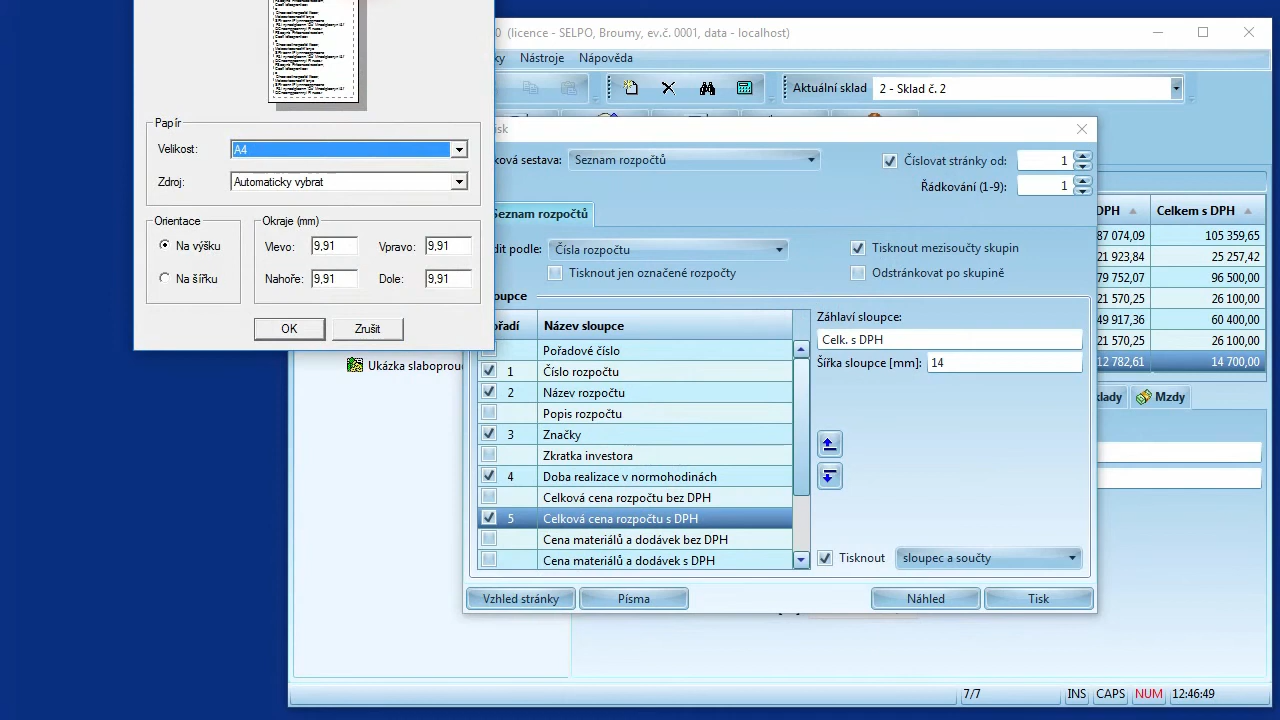 0 (licence - SELPO, Broumy, ev.č. 0001, data - localhost)
ky Nástroje Nápověda
Aktuální sklad 2 - Sklad č. 2
Papír
Velikost: A4
Zdroj: Automaticky vybrat
Orientace
Na výšku
Na šířku
Okraje (mm)
Vlevo: 9,91 Vpravo: 9,91
Nahoře: 9,91 Dole: 9,91
OK Zrušit
isk
ková sestava: Seznam rozpočtů
Číslovat stránky od: 1
Řádkování (1-9): 1
Seznam rozpočtů
dit podle: Čísla rozpočtu
Tisknout mezisoučty skupin
Tisknout jen označené rozpočty
Odstránkovat po skupině
oupce
ořadí Název sloupce
Pořadové číslo
1 Číslo rozpočtu
2 Název rozpočtu
Popis rozpočtu
3 Značky
Zkratka investora
4 Doba realizace v normohodinách
Celková cena rozpočtu bez DPH
5 Celková cena rozpočtu s DPH
Cena materiálů a dodávek bez DPH
Cena materiálů a dodávek s DPH
Záhlaví sloupce:
Celk. s DPH
Šířka sloupce [mm]: 14
Tisknout sloupec a součty
Vzhled stránky Písma Náhled Tisk
DPH Celkem s DPH
87 074,09 105 359,65
21 923,84 25 257,42
79 752,07 96 500,00
21 570,25 26 100,00
49 917,36 60 400,00
21 570,25 26 100,00
12 782,61 14 700,00
klady Mzdy
Ukázka slaboproud
7/7 INS CAPS NUM 12:46:49